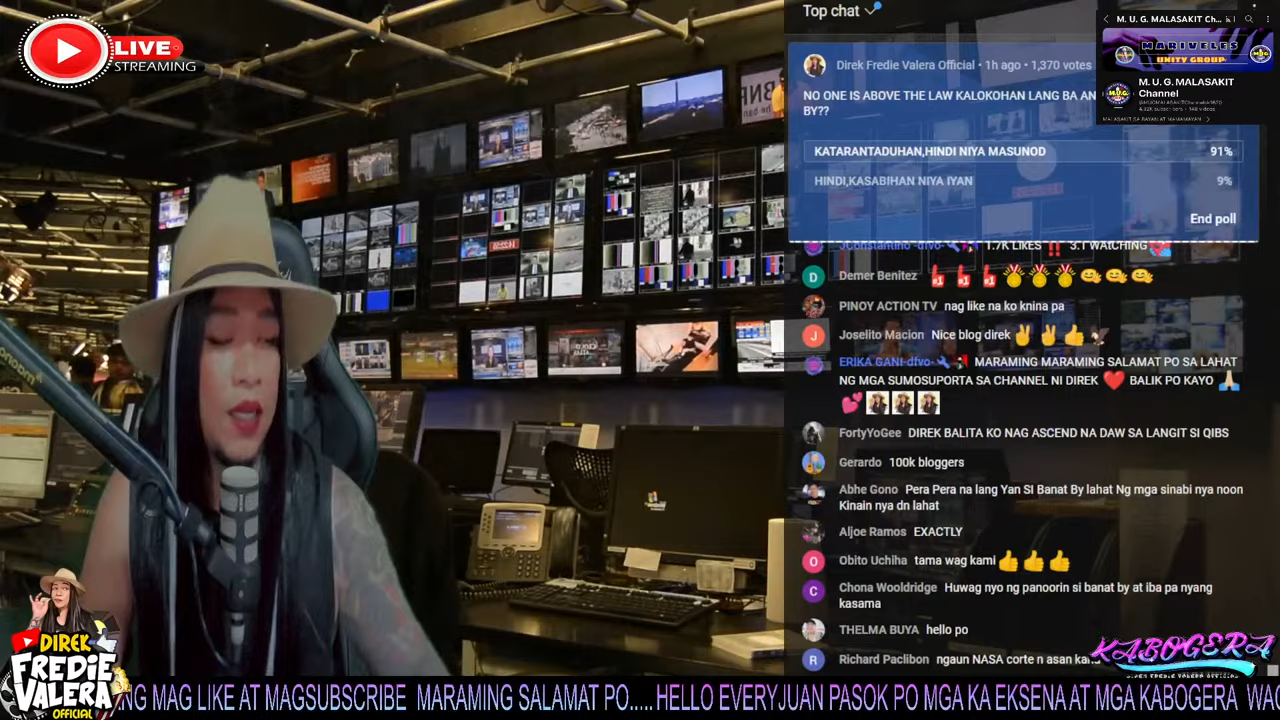 LIVE
STREAMING
Top chat
M. U. G. MALASAKIT Ch...
MARIVELES
UNITY GROUP
M. U. G. MALASAKIT
Channel
Direk Fredie Valera Official • 1h ago • 1,370 votes
NO ONE IS ABOVE THE LAW KALOKOHAN LANG BA AN
BY??
KATARANTADUHAN,HINDI NIYA MASUNOD 91%
HINDI,KASABIHAN NIYA IYAN 9%
End poll
JConstantino -dfvo- 1.7K LIKES ‼️ 3.1 WATCHING
Demer Benitez
PINOY ACTION TV nag like na ko knina pa
Joselito Macion Nice blog direk ✌️✌️👍
ERIKA GANI-dfvo- MARAMING MARAMING SALAMAT PO SA LAHAT
NG MGA SUMOSUPORTA SA CHANNEL NI DIREK ❤️ BALIK PO KAYO 🙏
FortyYoGee DIREK BALITA KO NAG ASCEND NA DAW SA LANGIT SI QIBS
Gerardo 100k bloggers
Abhe Gono Pera Pera na lang Yan SI Banat By lahat Ng mga sinabi nya noon
Kinain nya dn lahat
Aljoe Ramos EXACTLY
O Obito Uchiha tama wag kami 👍👍👍
C Chona Wooldridge Huwag nyo ng panoorin si banat by at iba pa nyang
kasama
THELMA BUYA hello po
R Richard Paclibon ngaun NASA corte n asan
KABOGERA
DIREK
FREDIE
VALERA
OFFICIAL
NG MAG LIKE AT MAGSUBSCRIBE MARAMING SALAMAT PO..... HELLO EVERYJUAN PASOK PO MGA KA EKSENA AT MGA KABOGERA